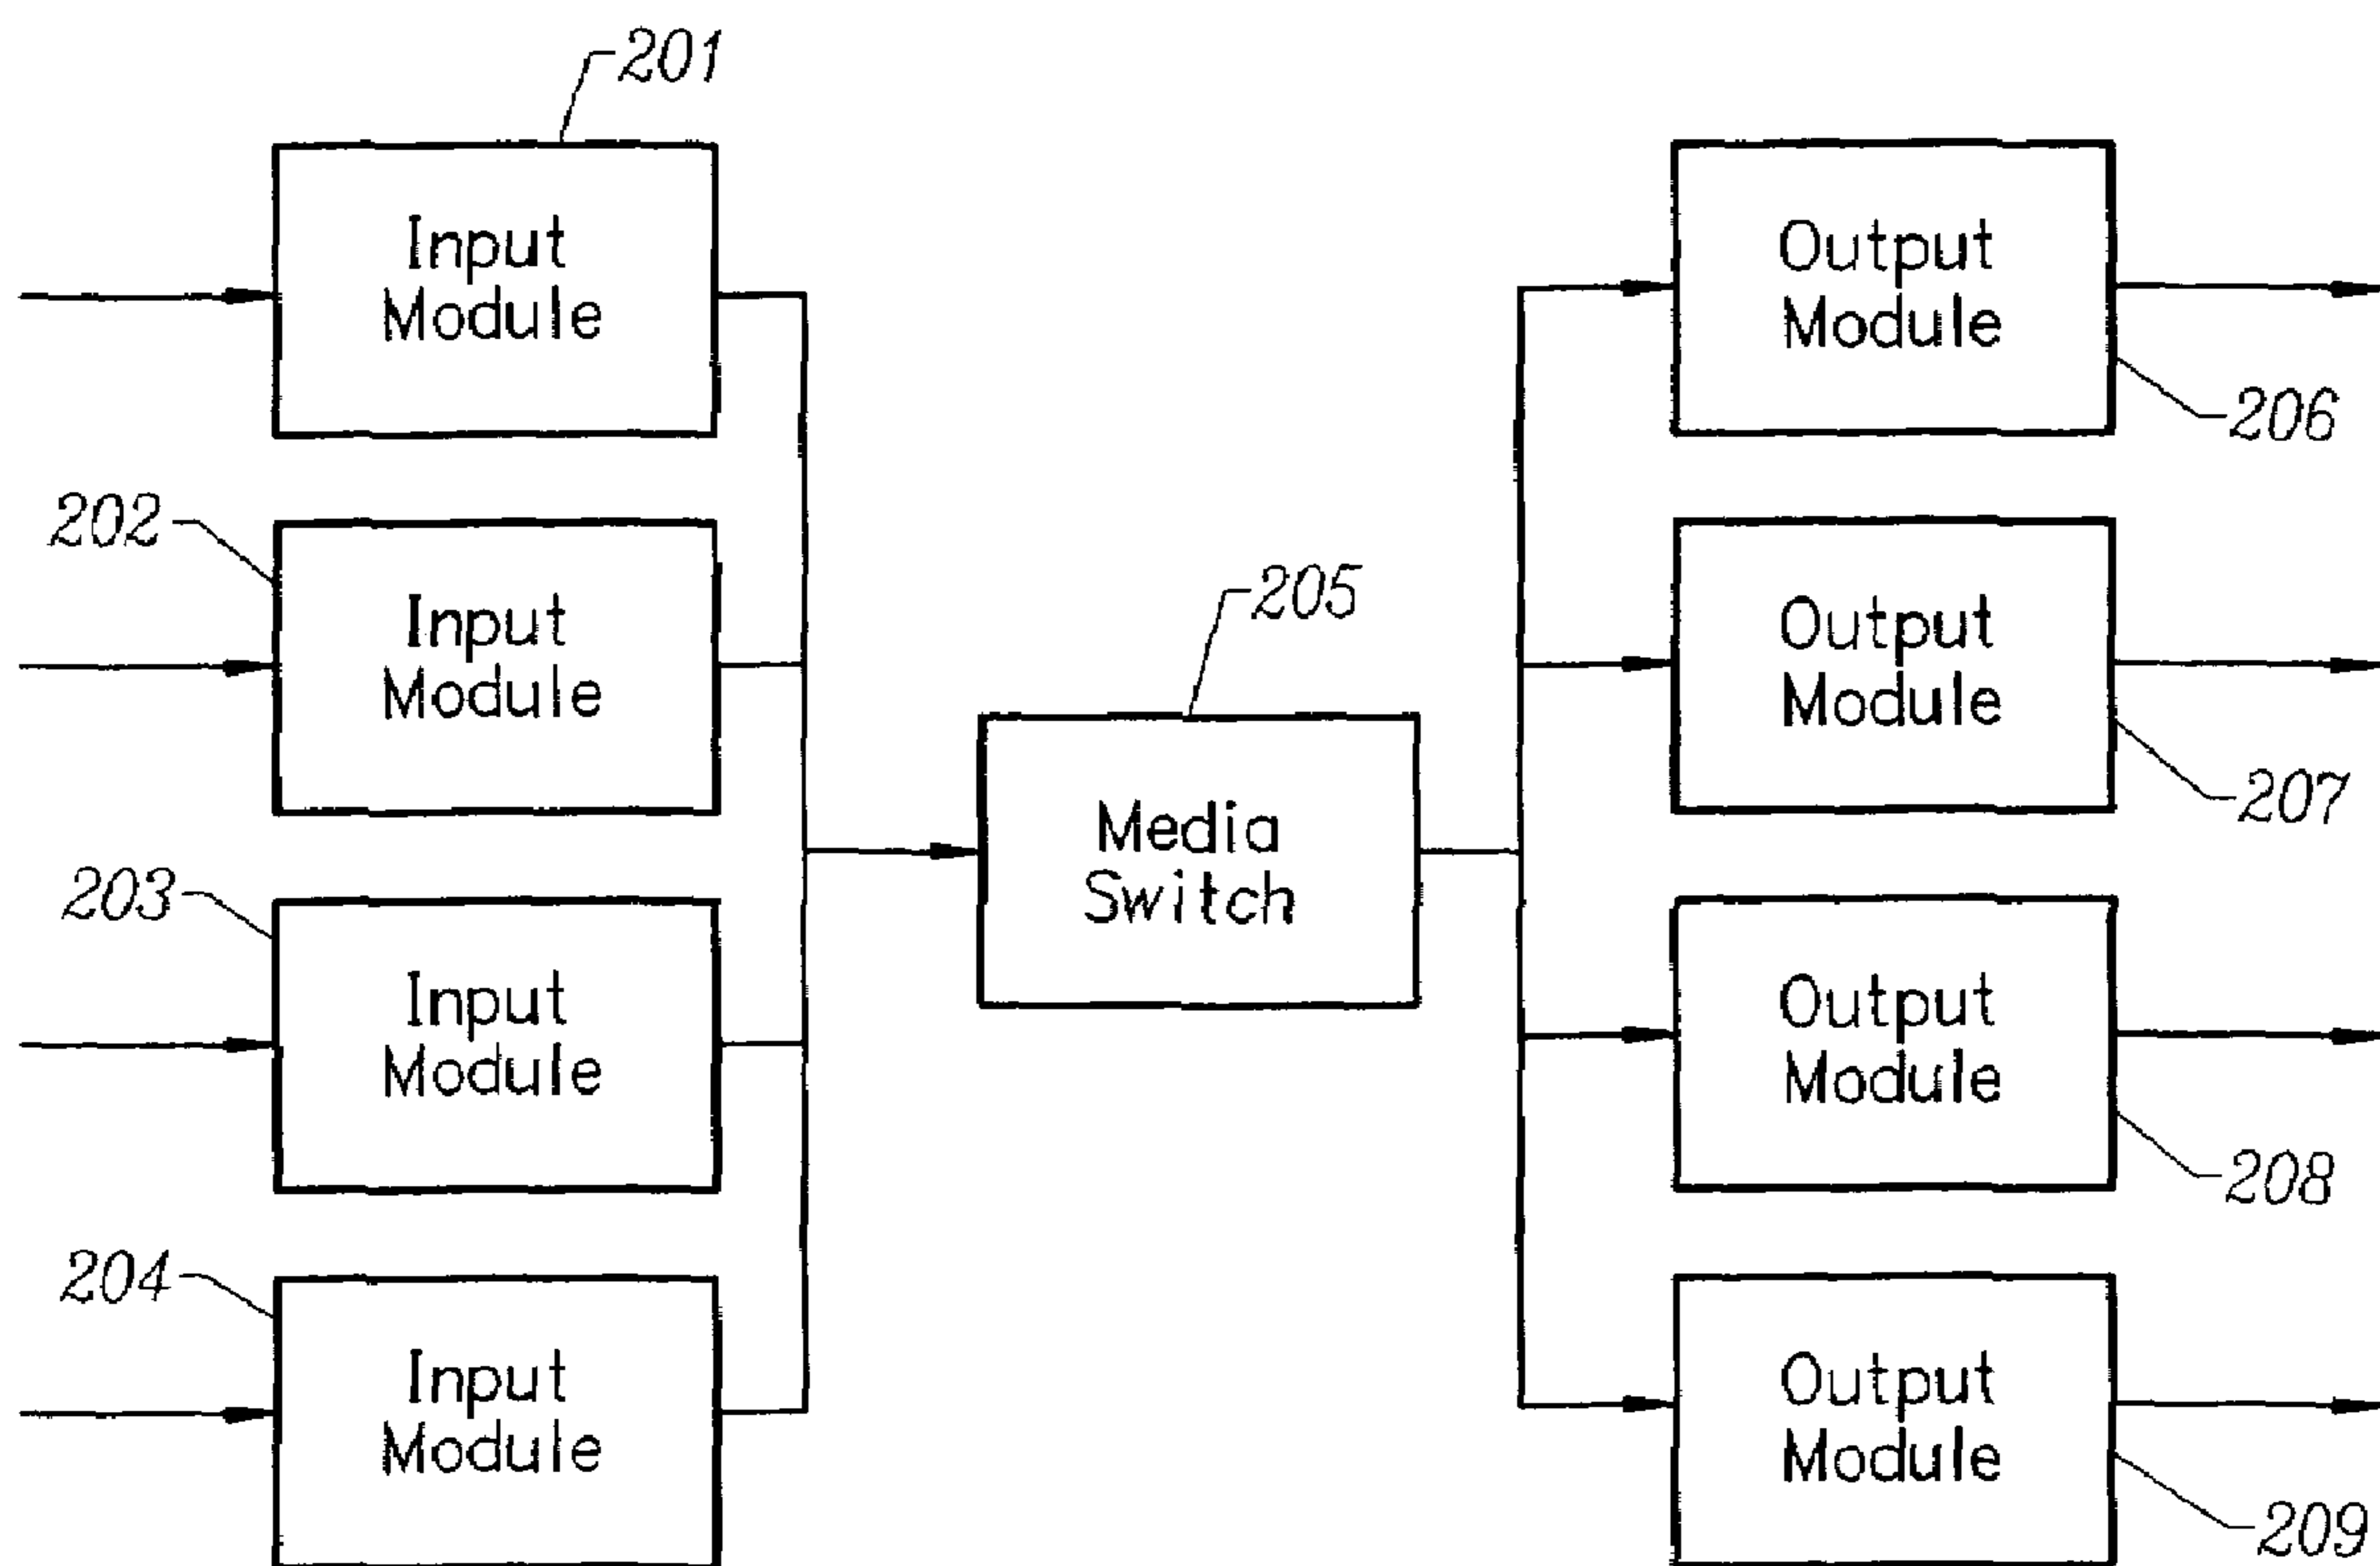 201
Input
Module
202
Input
Module
203
Input
Module
204
Input
Module
205
Media
Switch
Output
Module
206
Output
Module
207
Output
Module
208
Output
Module
209